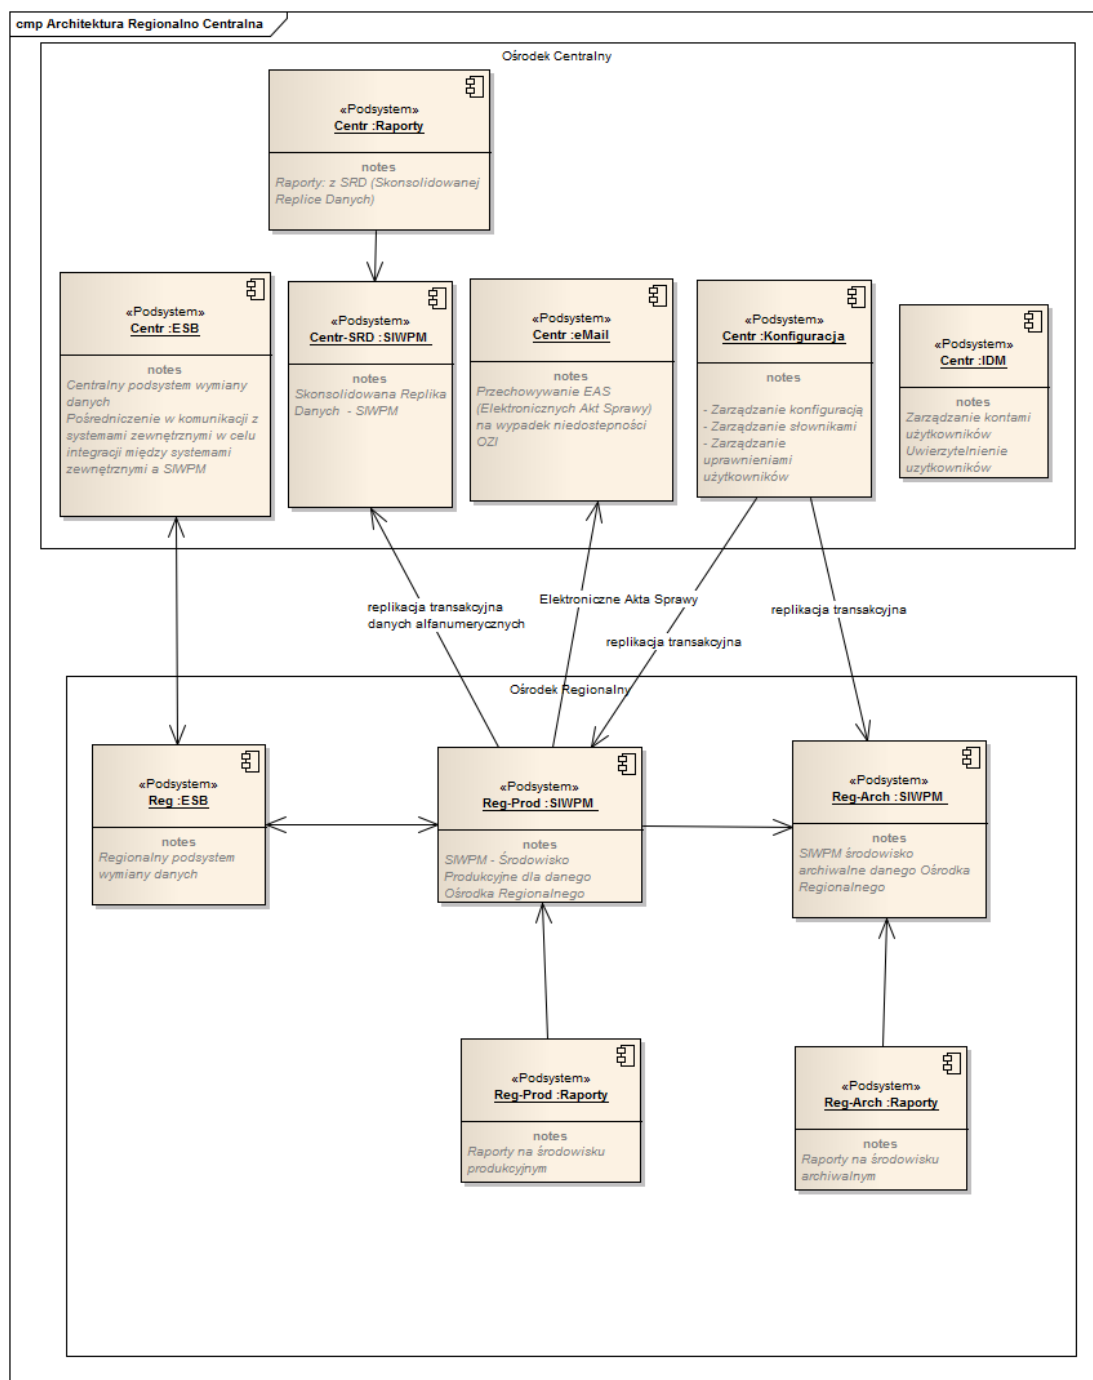 cmp Architektura Regionalno Centralna
Ośrodek Centralny
«Podsystem»
Centr :Raporty
notes
Raporty: z SRD (Skonsolidowanej
Replice Danych)
«Podsystem»
Centr :ESB
notes
Centralny podsystem wymiany
danych
Pośredniczenie w komunikacji z
systemami zewnętrznymi w celu
integracji między systemami
zewnętrznymi a SIWPM
«Podsystem»
Centr-SRD :SIWPM
notes
Skonsolidowana Replika
Danych - SIWPM
«Podsystem»
Centr :eMail
notes
Przechowywanie EAS
(Elektronicznych Akt Sprawy)
na wypadek niedostepności
OZI
«Podsystem»
Centr :Konfiguracja
notes
- Zarządzanie konfiguracją
- Zarządzanie słownikami
- Zarządzanie
uprawnieniami
użytkowników
«Podsystem»
Centr :IDM
notes
Zarządzanie kontami
użytkowników
Uwierzytelnienie
uzytkowników
replikacja transakcyjna
danych alfanumerycznych
Elektroniczne Akta Sprawy
replikacja transakcyjna
replikacja transakcyjna
Ośrodek Regionalny
«Podsystem»
Reg :ESB
notes
Regionalny podsystem
wymiany danych
«Podsystem»
Reg-Prod :SIWPM
notes
SIWPM - Środowisko
Produkcyjne dla danego
Ośrodka Regionalnego
«Podsystem»
Reg-Arch :SIWPM
notes
SIWPM środowisko
archiwalne danego Ośrodka
Regionalnego
«Podsystem»
Reg-Prod :Raporty
notes
Raporty na środowisku
produkcyjnym
«Podsystem»
Reg-Arch :Raporty
notes
Raporty na środowisku
archiwalnym